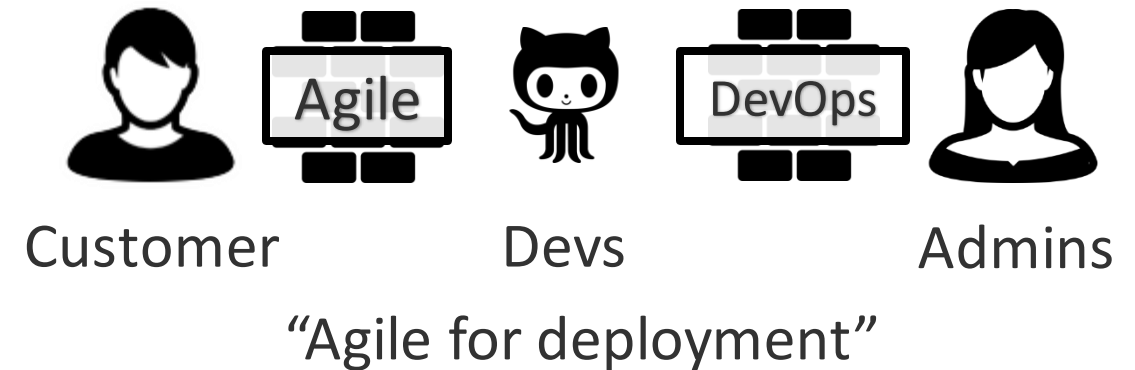 Agile
DevOps
Customer
Devs
Admins
“Agile for deployment”